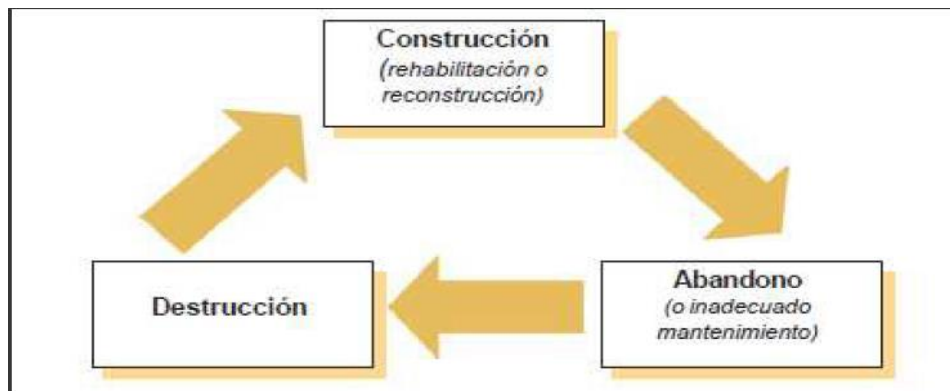 Construcción
(rehabilitación o
reconstrucción)
Destrucción
Abandono
(o inadecuado
mantenimiento)